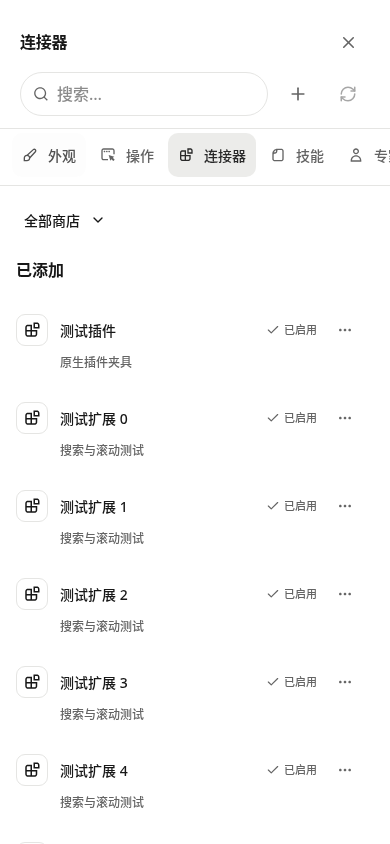 连接器
搜索...
外观
操作
连接器
技能
全部商店
已添加
测试插件
已启用
原生插件夹具
测试扩展 0
已启用
搜索与滚动测试
测试扩展 1
已启用
搜索与滚动测试
测试扩展 2
已启用
搜索与滚动测试
测试扩展 3
已启用
搜索与滚动测试
测试扩展 4
已启用
搜索与滚动测试